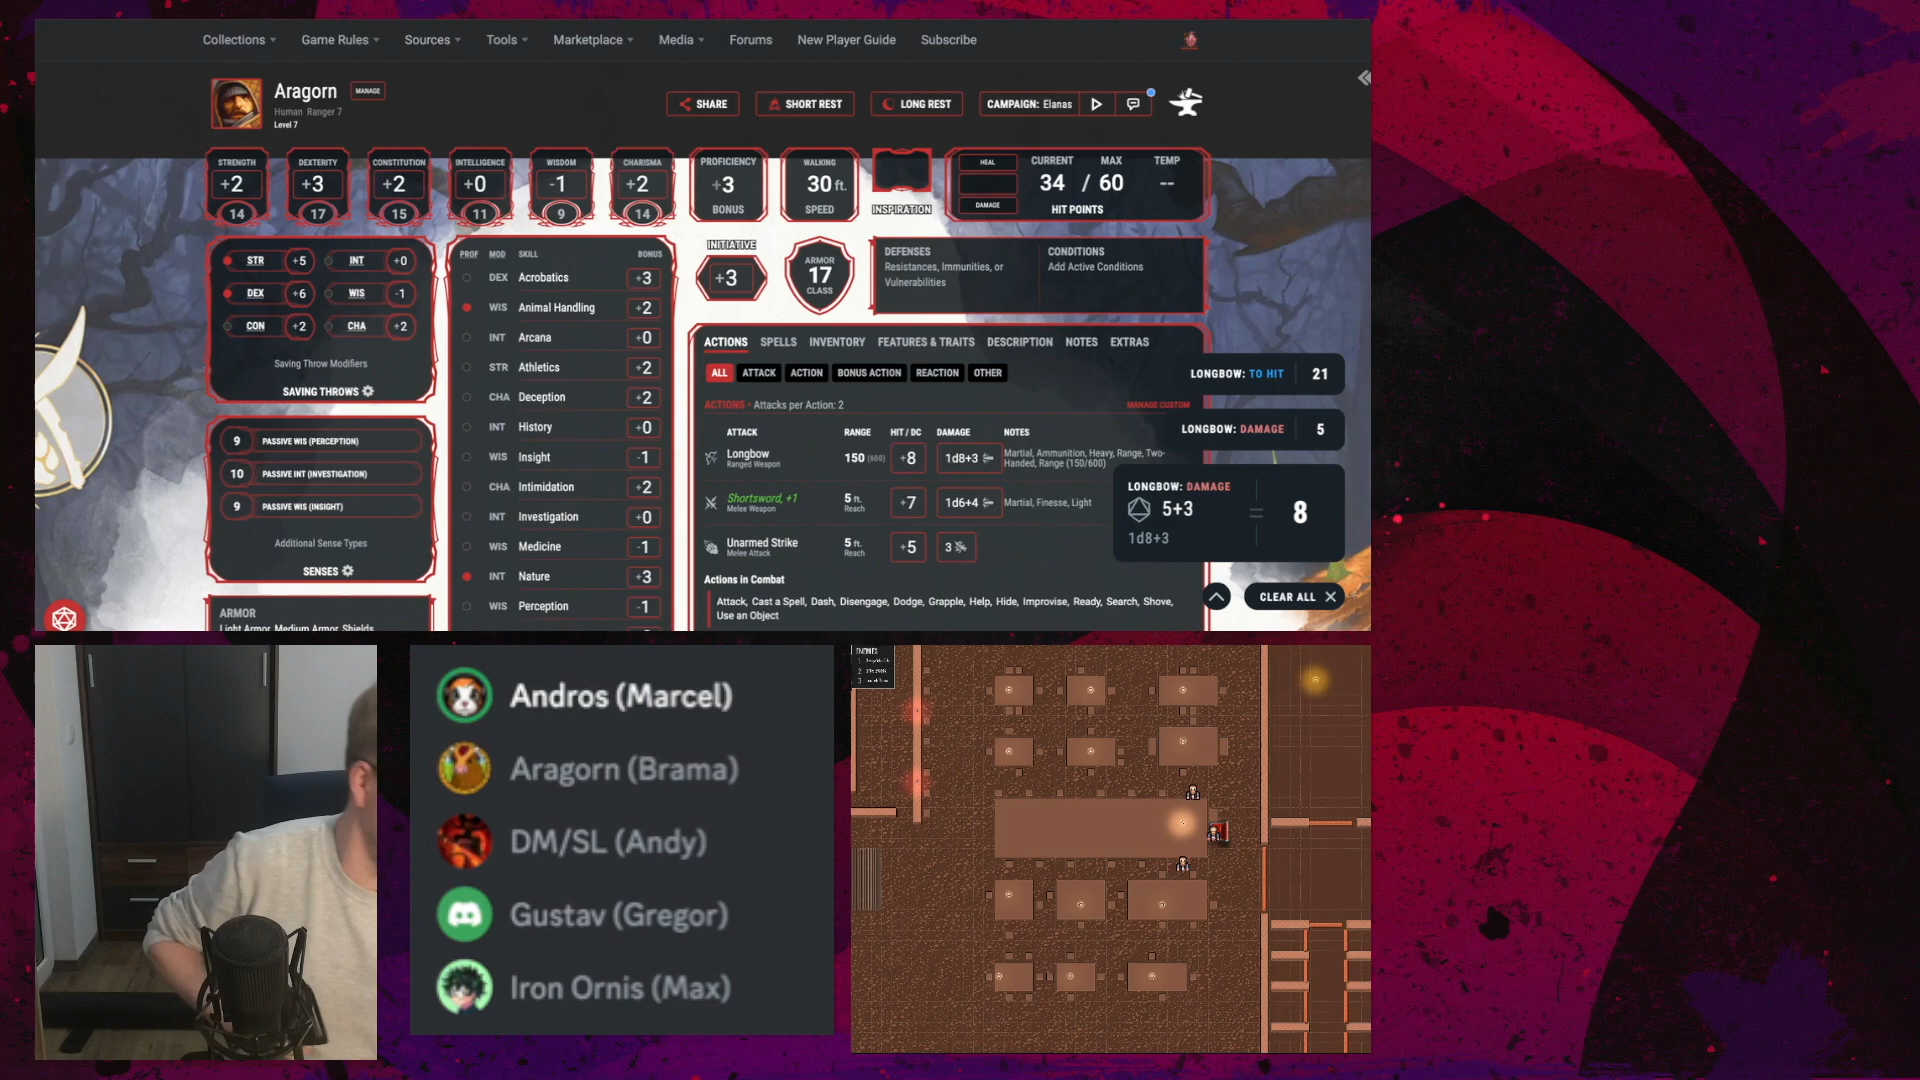 Collections Game Rules Sources Tools Marketplace Media Forums New Player Guide Subscribe
Aragorn MANAGE
Human Ranger 7
Level 7
SHARE SHORT REST LONG REST CAMPAIGN: Elanas
STRENGTH +2 14
DEXTERITY +3 17
CONSTITUTION +2 15
INTELLIGENCE +0 11
WISDOM -1 9
CHARISMA +2 14
PROFICIENCY +3 BONUS
WALKING 30 ft. SPEED
INSPIRATION
HEAL
DAMAGE
CURRENT MAX TEMP
34 / 60 --
HIT POINTS
STR +5 INT +0
DEX +6 WIS -1
CON +2 CHA +2
Saving Throw Modifiers
SAVING THROWS
9 PASSIVE WIS (PERCEPTION)
10 PASSIVE INT (INVESTIGATION)
9 PASSIVE WIS (INSIGHT)
Additional Sense Types
SENSES
ARMOR
Light Armor, Medium Armor, Shields
PROF MOD SKILL BONUS
DEX Acrobatics +3
WIS Animal Handling +2
INT Arcana +0
STR Athletics +2
CHA Deception +2
INT History +0
WIS Insight -1
CHA Intimidation +2
INT Investigation +0
WIS Medicine -1
INT Nature +3
WIS Perception -1
INITIATIVE
+3
ARMOR
17
CLASS
DEFENSES
Resistances, Immunities, or
Vulnerabilities
CONDITIONS
Add Active Conditions
ACTIONS SPELLS INVENTORY FEATURES & TRAITS DESCRIPTION NOTES EXTRAS
ALL ATTACK ACTION BONUS ACTION REACTION OTHER
ACTIONS • Attacks per Action: 2 MANAGE CUSTOM
ATTACK RANGE HIT / DC DAMAGE NOTES
Longbow 150 (600) +8 1d8+3 Martial, Ammunition, Heavy, Range, Two-
Ranged Weapon Handed, Range (150/600)
Shortsword, +1 5 ft. +7 1d6+4 Martial, Finesse, Light
Melee Weapon Reach
Unarmed Strike 5 ft. +5 3
Melee Attack Reach
Actions in Combat
Attack, Cast a Spell, Dash, Disengage, Dodge, Grapple, Help, Hide, Improvise, Ready, Search, Shove,
Use an Object
LONGBOW: TO HIT 21
LONGBOW: DAMAGE 5
LONGBOW: DAMAGE
5+3 = 8
1d8+3
CLEAR ALL X
Andros (Marcel)
Aragorn (Brama)
DM/SL (Andy)
Gustav (Gregor)
Iron Ornis (Max)
ENEMIES
1
2
3